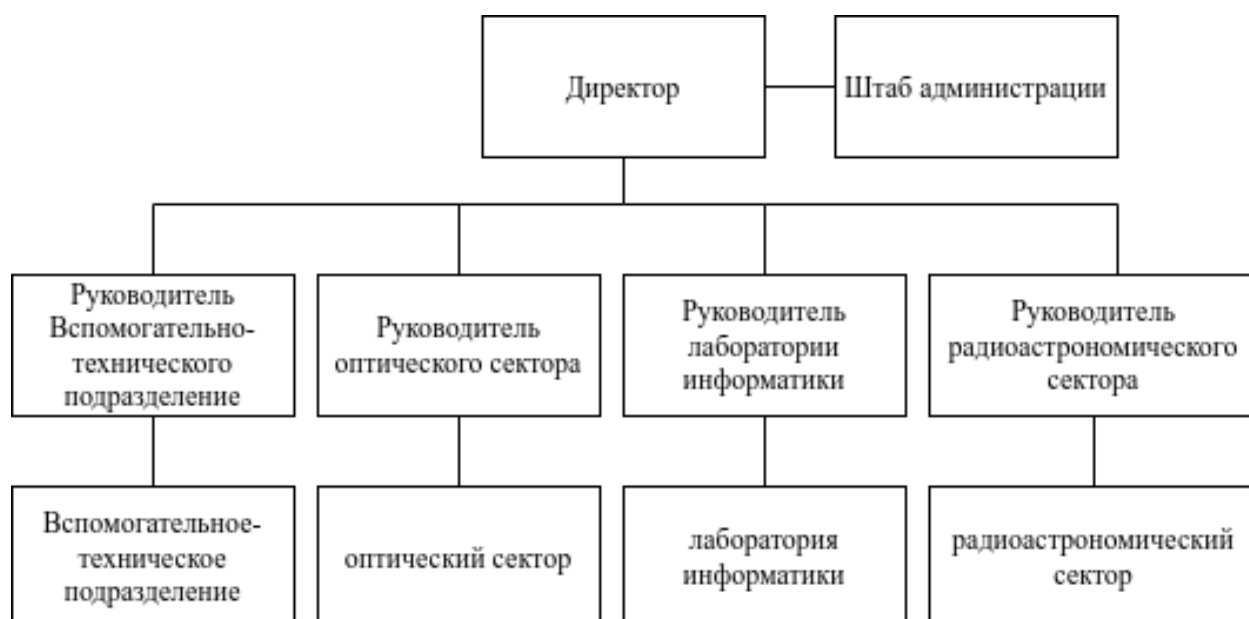 Директор
Штаб администрации
Руководитель
Вспомогательно-
технического
подразделение
Руководитель
оптического сектора
Руководитель
лаборатории
информатики
Руководитель
радиоастрономического
сектора
Вспомогательное-
техническое
подразделение
оптический сектор
лаборатория
информатики
радиоастрономический
сектор